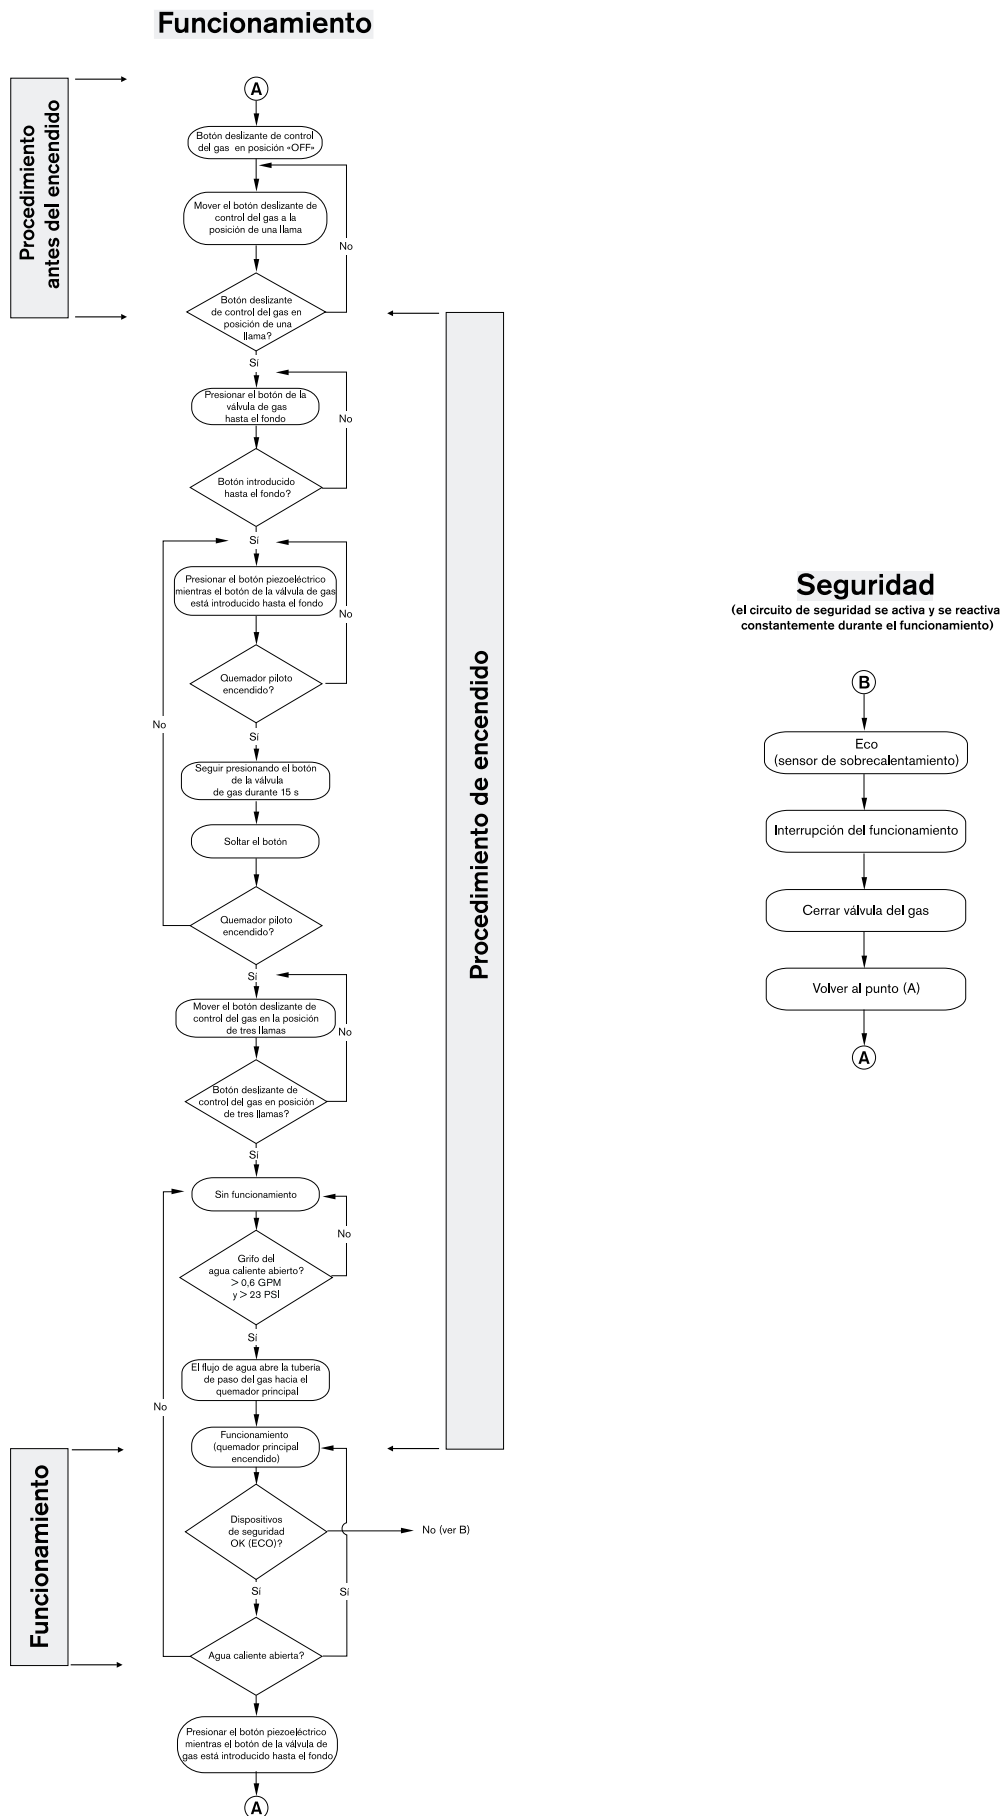 Funcionamiento
Procedimiento
antes del encendido
A
Botón deslizante de control
del gas en posición «OFF»
Mover el botón deslizante de
control del gas a la
posición de una llama
No
Botón deslizante
de control del gas en
posición de una
llama?
Sí
Presionar el botón de la
válvula de gas
hasta el fondo
No
Botón introducido
hasta el fondo?
Sí
Presionar el botón piezoeléctrico
mientras el botón de la válvula de gas
está introducido hasta el fondo
No
Quemador piloto
encendido?
No
Sí
Seguir presionando el botón
de la válvula
de gas durante 15 s
Soltar el botón
Quemador piloto
encendido?
Sí
Mover el botón deslizante de
control del gas en la posición
de tres llamas
No
Botón deslizante de
control del gas en posición
de tres llamas?
Sí
Sin funcionamiento
No
Grifo del
agua caliente abierto?
> 0,6 GPM
y > 23 PSI
Sí
El flujo de agua abre la tubería
de paso del gas hacia el
quemador principal
No
Funcionamiento
(quemador principal
encendido)
Dispositivos
de seguridad
OK (ECO)?
No (ver B)
Sí
Sí
Agua caliente abierta?
Presionar el botón piezoeléctrico
mientras el botón de la válvula de
gas está introducido hasta el fondo
A
Procedimiento de encendido
Funcionamiento
Seguridad
(el circuito de seguridad se activa y se reactiva
constantemente durante el funcionamiento)
B
Eco
(sensor de sobrecalentamiento)
Interrupción del funcionamiento
Cerrar válvula del gas
Volver al punto (A)
A